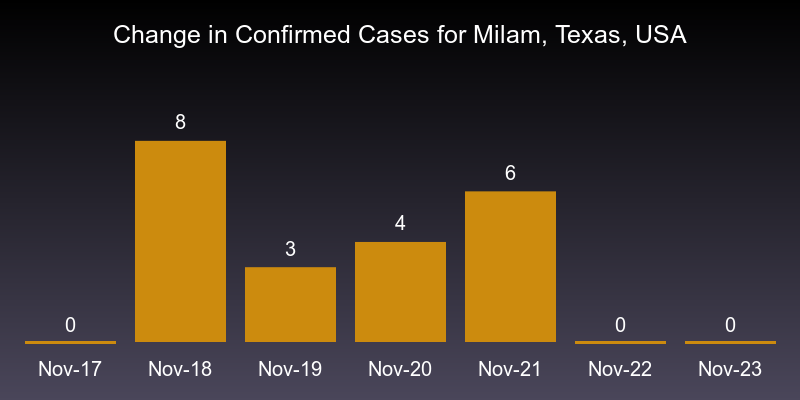 Change in Confirmed Cases for Milam, Texas, USA
8
6
4
3
0
0
0
Nov-17
Nov-18
Nov-19
Nov-20
Nov-21
Nov-22
Nov-23